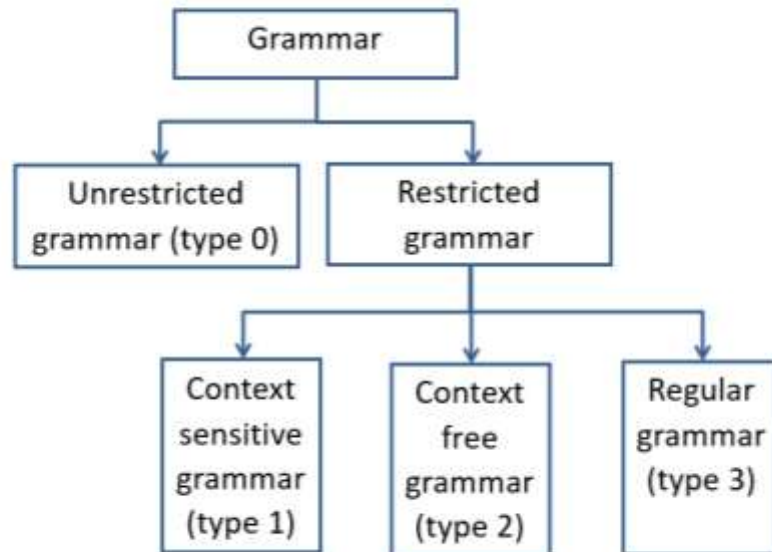 Grammar
Unrestricted
grammar (type 0)
Restricted
grammar
Context
sensitive
grammar
(type 1)
Context
free
grammar
(type 2)
Regular
grammar
(type 3)